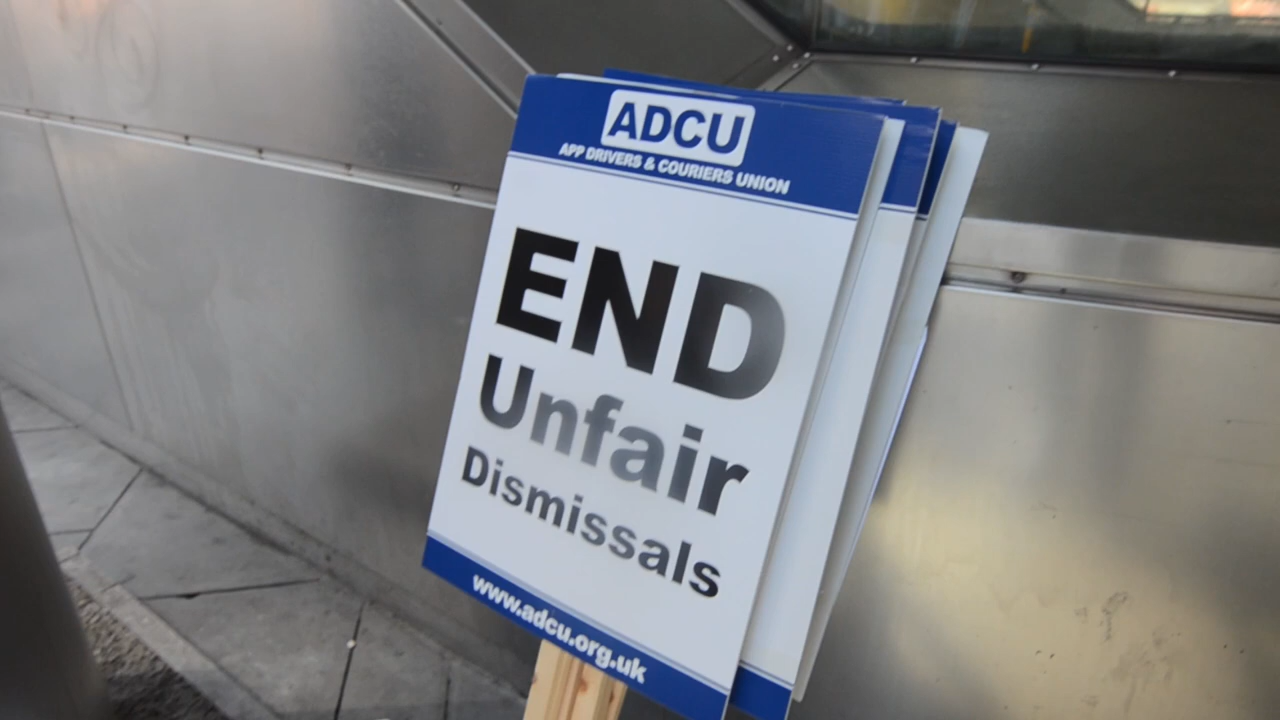 ADCU
APP DRIVERS & COURIERS UNION
END
Unfair
Dismissals
www.adcu.org.uk